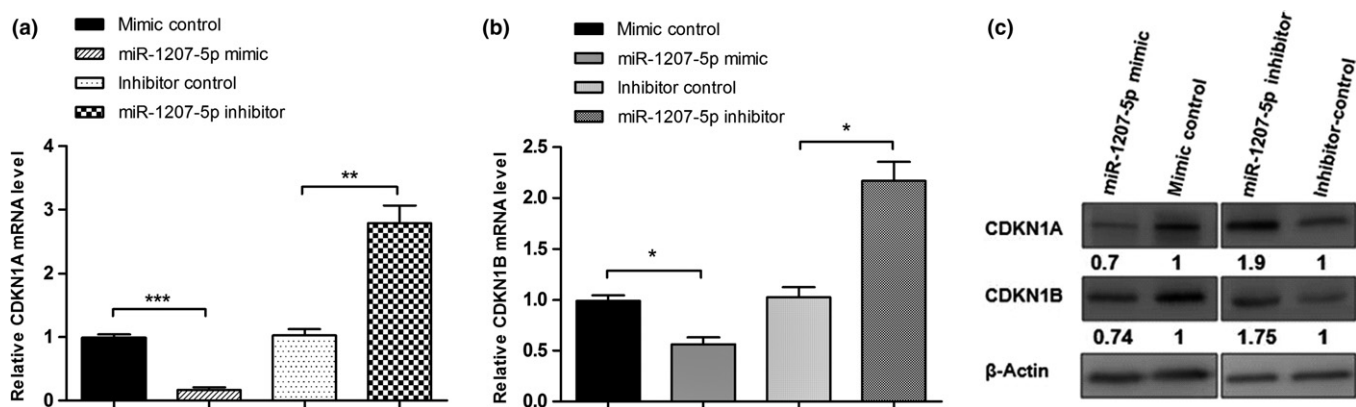 (a)
Mimic control
miR-1207-5p mimic
Inhibitor control
miR-1207-5p inhibitor
Relative CDKN1A mRNA level
4
3
2
1
0
***
**
(b)
Mimic control
miR-1207-5p mimic
Inhibitor control
miR-1207-5p inhibitor
Relative CDKN1B mRNA level
2.5
2.0
1.5
1.0
0.5
0.0
*
*
(c)
miR-1207-5p mimic
Mimic control
miR-1207-5p inhibitor
Inhibitor-control
CDKN1A
0.7 1 1.9 1
CDKN1B
0.74 1 1.75 1
β-Actin